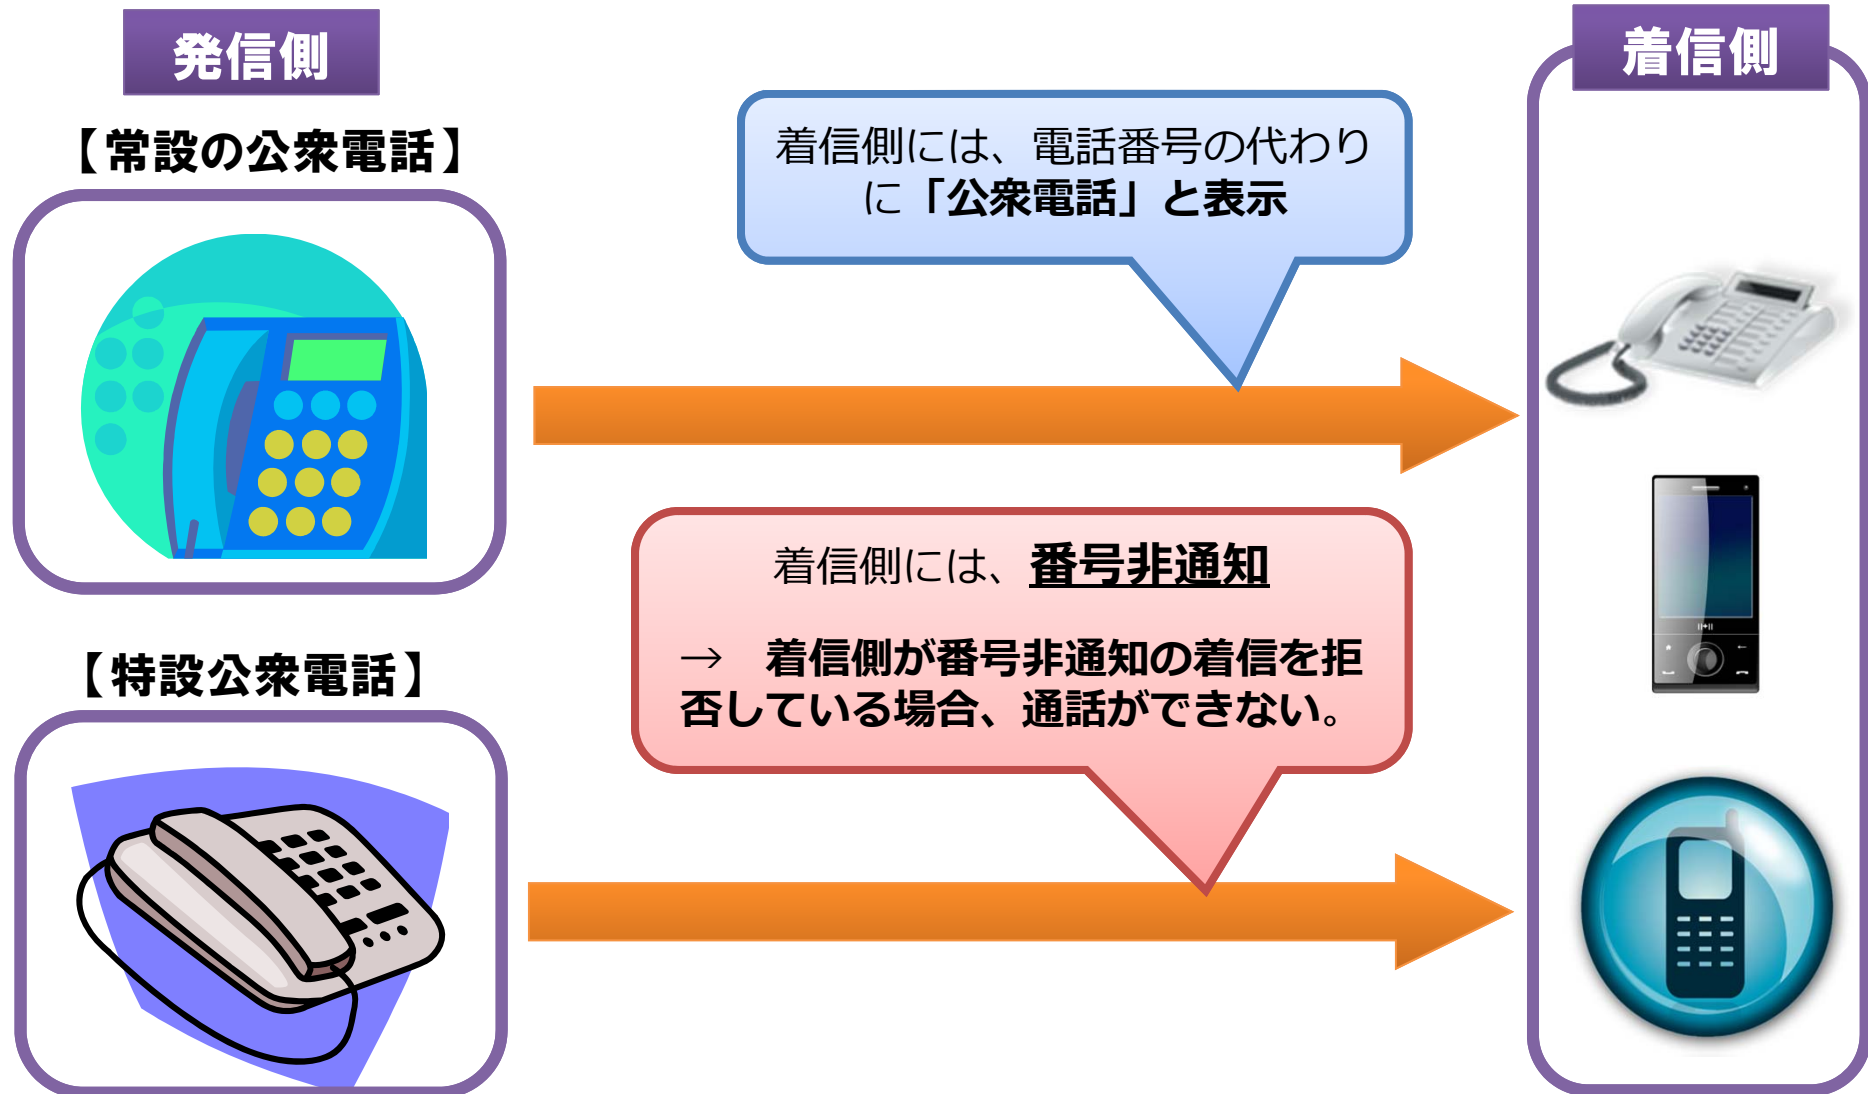 発信側
着信側
【常設の公衆電話】
着信側には、電話番号の代わり
に「公衆電話」と表示
着信側には、番号非通知
→　着信側が番号非通知の着信を拒
否している場合、通話ができない。
【特設公衆電話】